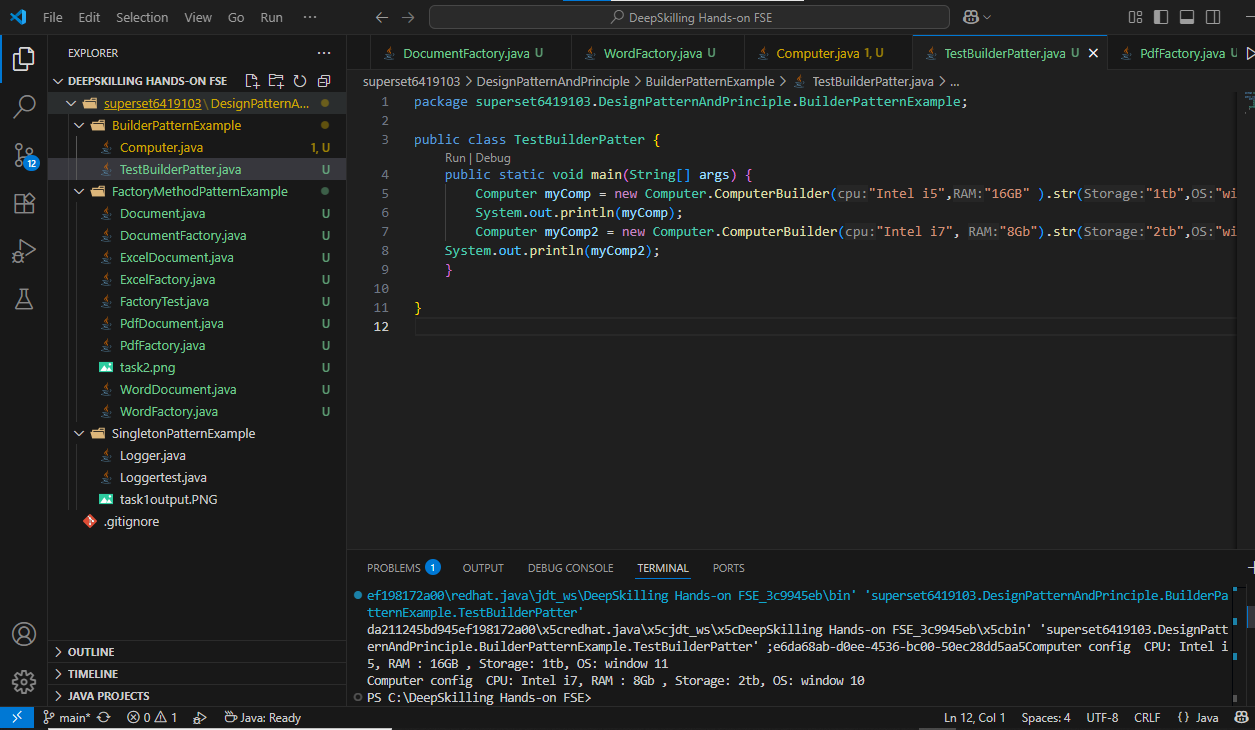 File Edit Selection View Go Run ··· ← → DeepSkilling Hands-on FSE
EXPLORER ···
DEEPSKILLING HANDS-ON FSE
superset6419103 \ DesignPatternA...
BuilderPatternExample
Computer.java 1, U
TestBuilderPatter.java U
FactoryMethodPatternExample
Document.java U
DocumentFactory.java U
ExcelDocument.java U
ExcelFactory.java U
FactoryTest.java U
PdfDocument.java U
PdfFactory.java U
task2.png U
WordDocument.java U
WordFactory.java U
SingletonPatternExample
Logger.java
Loggertest.java
task1output.PNG
.gitignore
OUTLINE
TIMELINE
JAVA PROJECTS
12
DocumentFactory.java U WordFactory.java U Computer.java 1, U TestBuilderPatter.java U × PdfFactory.java U
superset6419103 > DesignPatternAndPrinciple > BuilderPatternExample > TestBuilderPatter.java > ...
1 package superset6419103.DesignPatternAndPrinciple.BuilderPatternExample;
2
3 public class TestBuilderPatter {
Run | Debug
4 public static void main(String[] args) {
5 Computer myComp = new Computer.ComputerBuilder(cpu:"Intel i5",RAM:"16GB" ).str(Storage:"1tb",OS:"wi
6 System.out.println(myComp);
7 Computer myComp2 = new Computer.ComputerBuilder(cpu:"Intel i7", RAM:"8Gb").str(Storage:"2tb",OS:"wi
8 System.out.println(myComp2);
9 }
10
11 }
12
PROBLEMS 1 OUTPUT DEBUG CONSOLE TERMINAL PORTS
ef198172a00\redhat.java\jdt_ws\DeepSkilling Hands-on FSE_3c9945eb\bin' 'superset6419103.DesignPatternAndPrinciple.BuilderPa
tternExample.TestBuilderPatter'
da211245bd945ef198172a00\x5credhat.java\x5cjdt_ws\x5cDeepSkilling Hands-on FSE_3c9945eb\x5cbin' 'superset6419103.DesignPatt
ernAndPrinciple.BuilderPatternExample.TestBuilderPatter' ;e6da68ab-d0ee-4536-bc00-50ec28dd5aa5Computer config  CPU: Intel i
5, RAM : 16GB , Storage: 1tb, OS: window 11
Computer config  CPU: Intel i7, RAM : 8Gb , Storage: 2tb, OS: window 10
PS C:\DeepSkilling Hands-on FSE>
main* 0 1 Java: Ready Ln 12, Col 1 Spaces: 4 UTF-8 CRLF {} Java